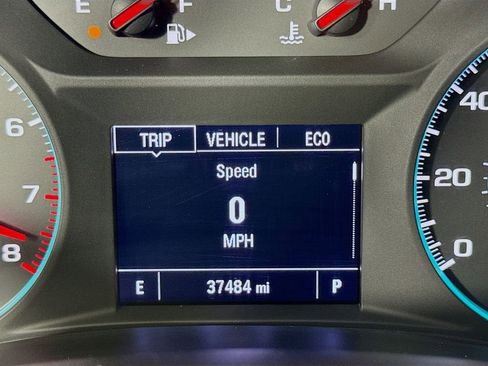 E F C H
TRIP VEHICLE ECO
Speed
0
MPH
E 37484 mi P
6
7
8
40
20
0